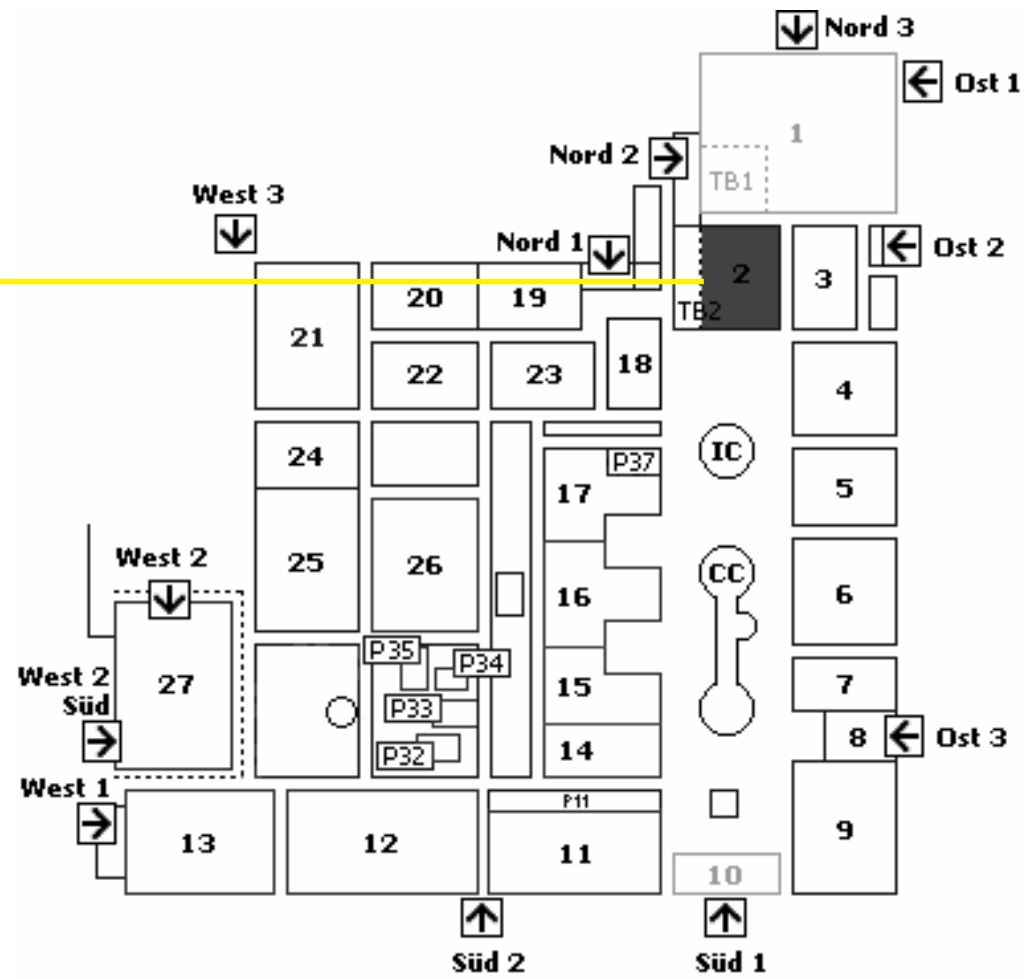 Nord 3
Ost 1
1
Nord 2
TB1
West 3
Nord 1
Ost 2
2
3
20
19
TB2
21
18
22
23
4
IC
24
P37
5
17
West 2
25
26
CC
16
6
P35
P34
West 2
Süd
27
15
7
P33
8
Ost 3
P32
14
West 1
P11
13
12
11
9
10
Süd 2
Süd 1